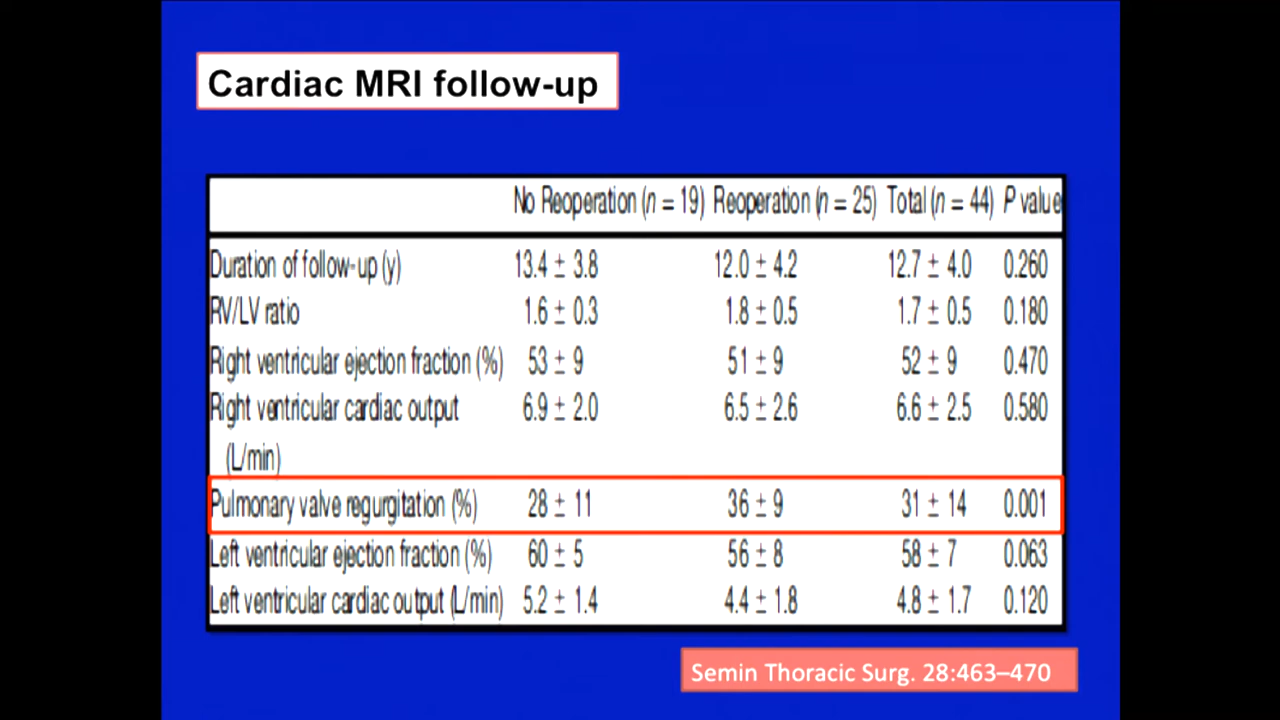 Cardiac MRI follow-up
No Reoperation (n = 19) Reoperation (n = 25) Total (n = 44) P value
Duration of follow-up (y) 13.4 ± 3.8 12.0 ± 4.2 12.7 ± 4.0 0.260
RV/LV ratio 1.6 ± 0.3 1.8 ± 0.5 1.7 ± 0.5 0.180
Right ventricular ejection fraction (%) 53 ± 9 51 ± 9 52 ± 9 0.470
Right ventricular cardiac output 6.9 ± 2.0 6.5 ± 2.6 6.6 ± 2.5 0.580
(L/min)
Pulmonary valve regurgitation (%) 28 ± 11 36 ± 9 31 ± 14 0.001
Left ventricular ejection fraction (%) 60 ± 5 56 ± 8 58 ± 7 0.063
Left ventricular cardiac output (L/min) 5.2 ± 1.4 4.4 ± 1.8 4.8 ± 1.7 0.120
Semin Thoracic Surg. 28:463–470